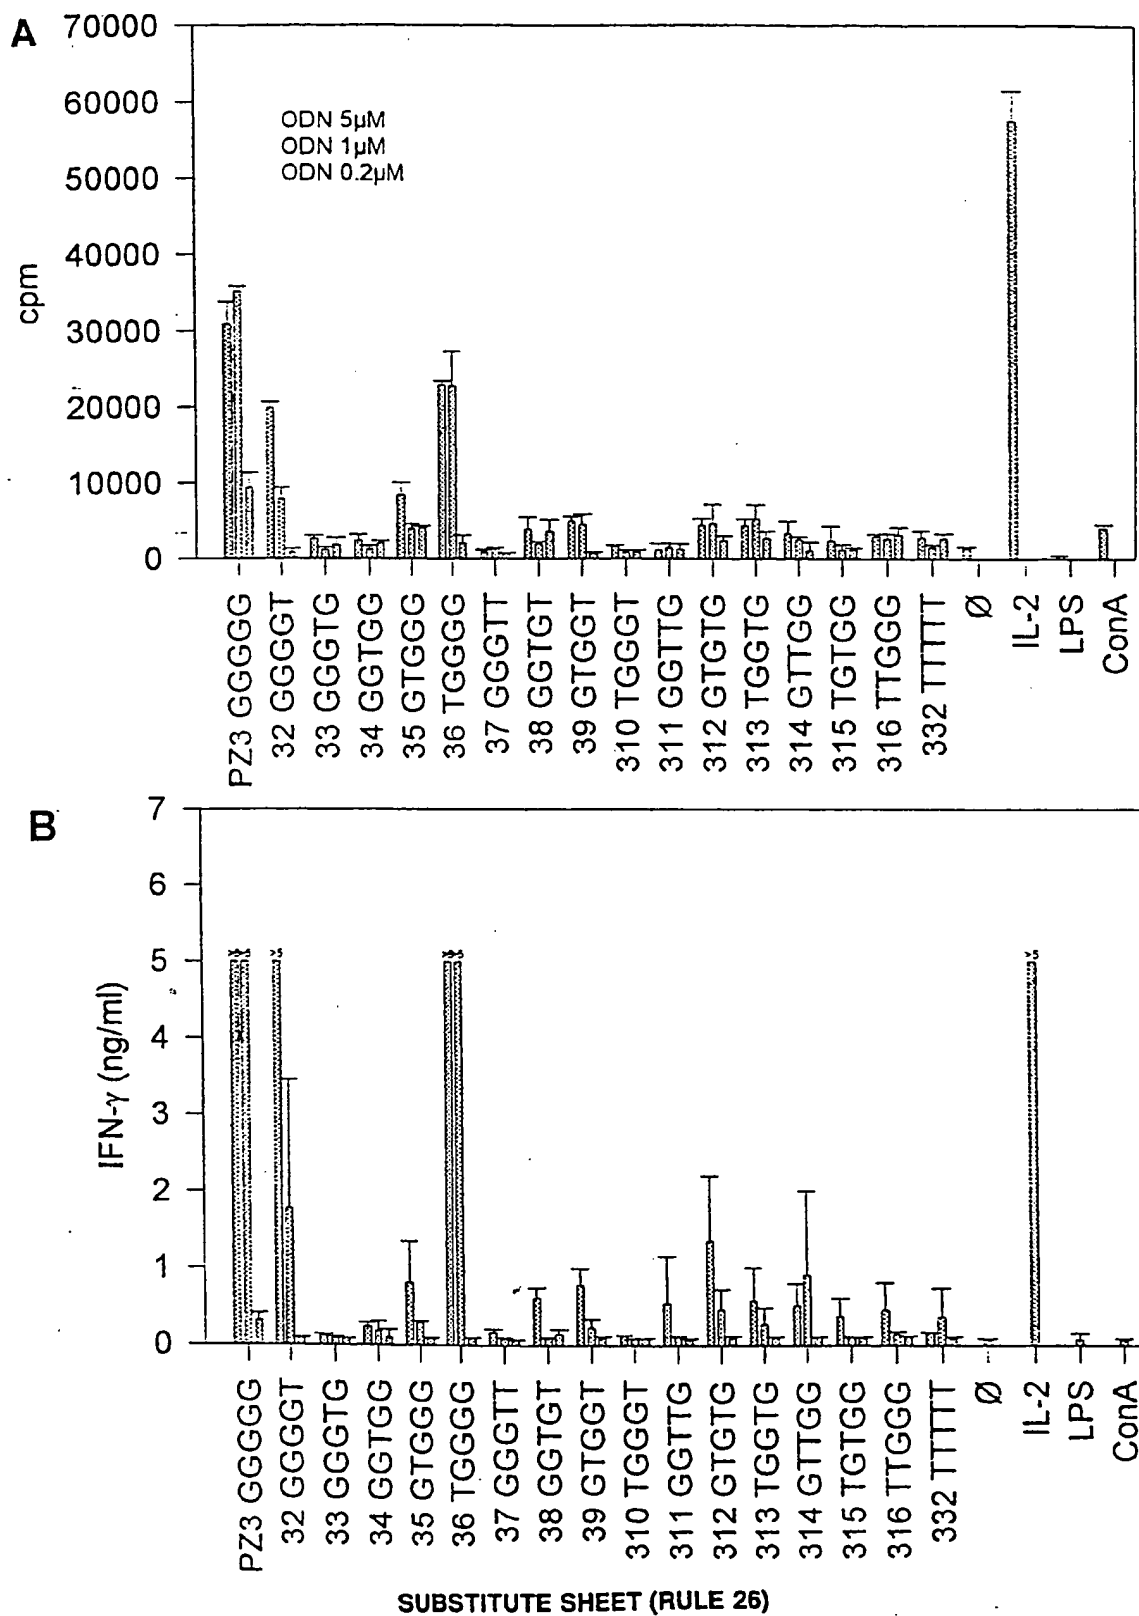 A
70000
60000
50000
40000
30000
20000
10000
0
cpm
ODN 5µM
ODN 1µM
ODN 0.2µM
PZ3 GGGGGG
32 GGGGT
33 GGGTG
34 GGTGG
35 GTGGG
36 TGGGG
37 GGGTT
38 GGTGT
39 GTGGT
310 TGGGT
311 GGTTG
312 GTGTG
313 TGGTG
314 GTTGG
315 TGTGG
316 TTGGG
332 TTTTT
Ø
IL-2
LPS
ConA
B
7
6
5
4
3
2
1
0
IFN-γ (ng/ml)
>5
>5
PZ3 GGGGGG
32 GGGGT
33 GGGTG
34 GGTGG
35 GTGGG
36 TGGGG
37 GGGTT
38 GGTGT
39 GTGGT
310 TGGGT
311 GGTTG
312 GTGTG
313 TGGTG
314 GTTGG
315 TGTGG
316 TTGGG
332 TTTTT
Ø
IL-2
LPS
ConA
SUBSTITUTE SHEET (RULE 26)